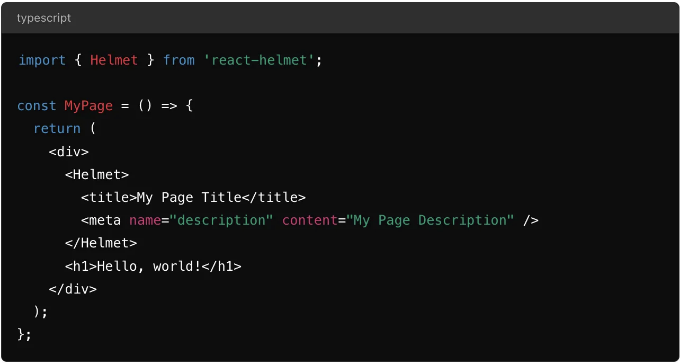 typescript
import { Helmet } from 'react-helmet';
const MyPage = () => {
  return (
    <div>
      <Helmet>
        <title>My Page Title</title>
        <meta name="description" content="My Page Description" />
      </Helmet>
      <h1>Hello, world!</h1>
    </div>
  );
};